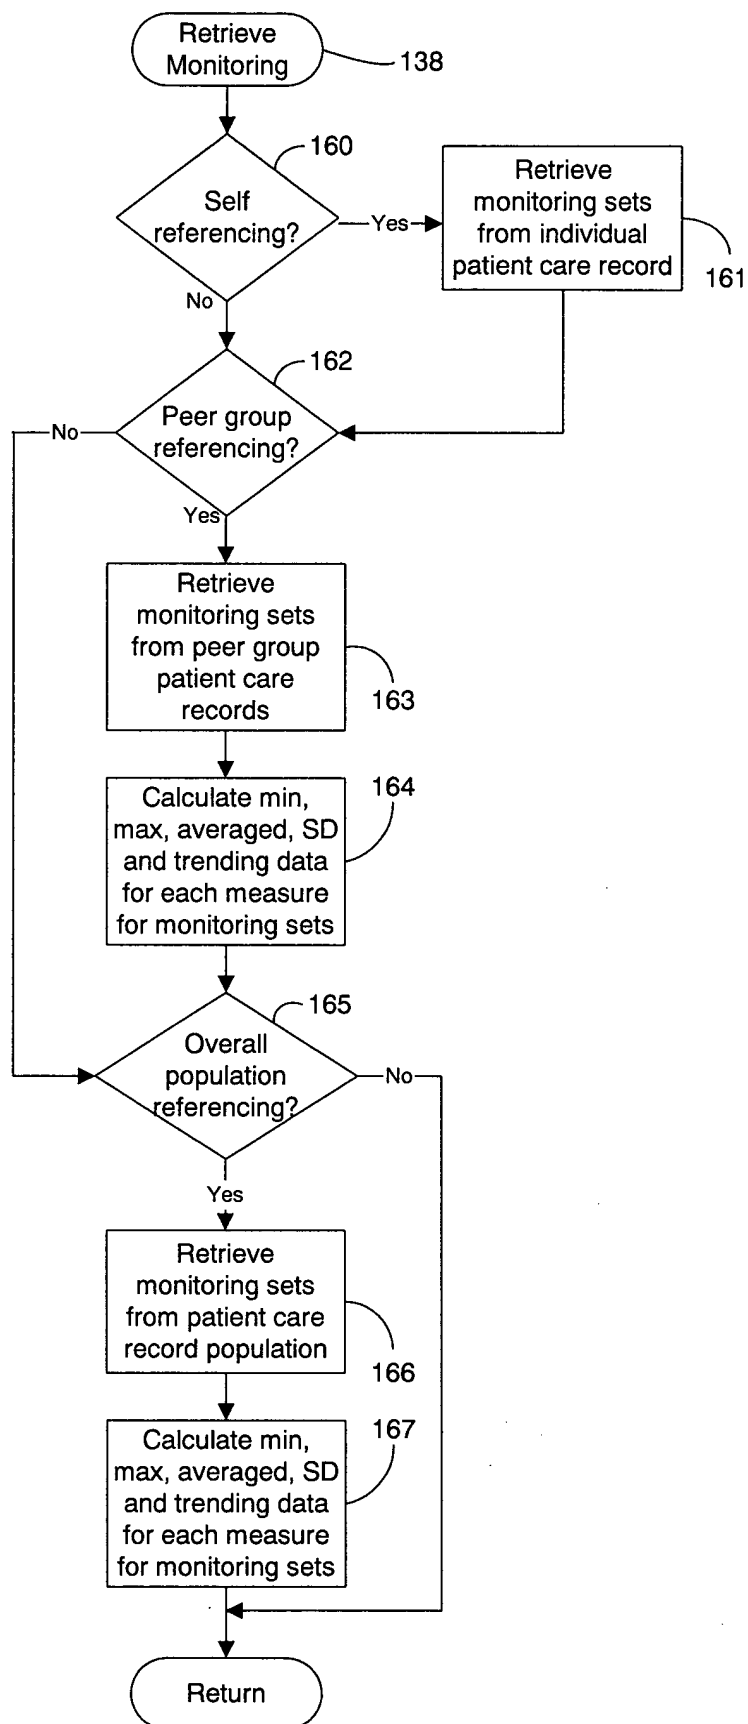 Retrieve
Monitoring
138
160
Self
referencing?
Yes
Retrieve
monitoring sets
from individual
patient care record
161
No
162
Peer group
referencing?
No
Yes
Retrieve
monitoring sets
from peer group
patient care
records
163
164
Calculate min,
max, averaged, SD
and trending data
for each measure
for monitoring sets
165
Overall
population
referencing?
No
Yes
Retrieve
monitoring sets
from patient care
record population
166
167
Calculate min,
max, averaged, SD
and trending data
for each measure
for monitoring sets
Return